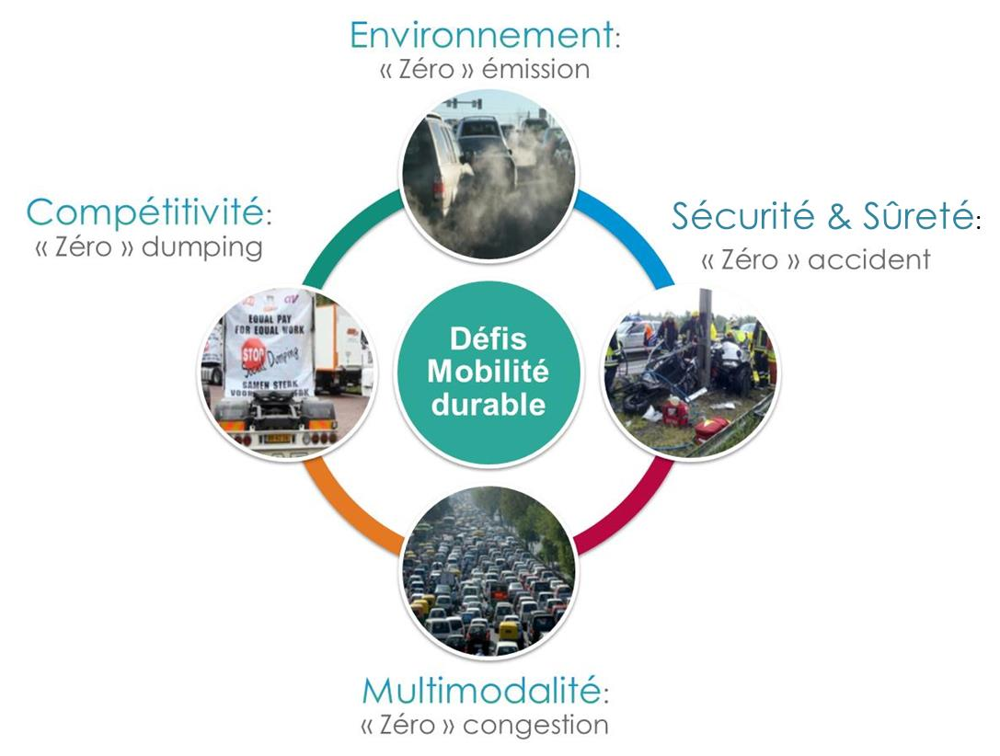 Environnement:
« Zéro » émission
Compétitivité:
« Zéro » dumping
Sécurité & Sûreté:
« Zéro » accident
EQUAL PAY
FOR EQUAL WORK
STOP
Social Dumping
SAMEN STERK
VOOR
Défis
Mobilité
durable
Multimodalité:
« Zéro » congestion